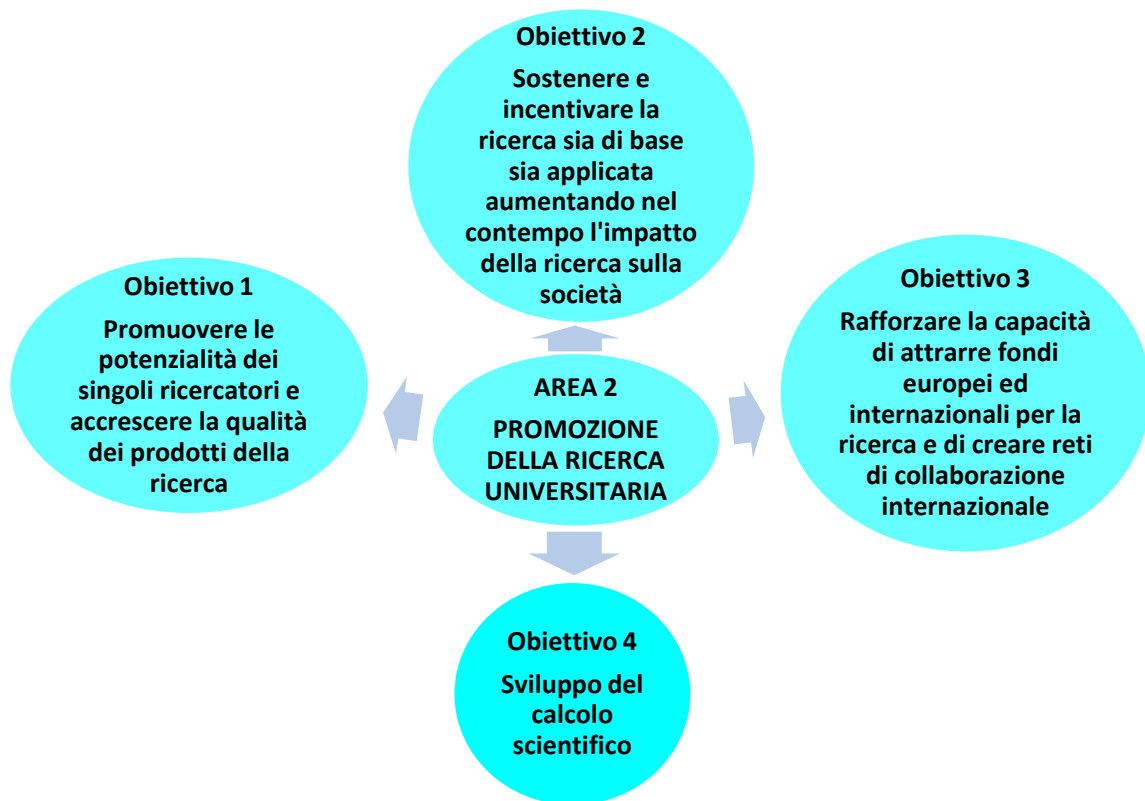 Obiettivo 2
Sostenere e
incentivare la
ricerca sia di base
sia applicata
aumentando nel
contempo l'impatto
della ricerca sulla
società
Obiettivo 1
Promuovere le
potenzialità dei
singoli ricercatori e
accrescere la qualità
dei prodotti della
ricerca
AREA 2
PROMOZIONE
DELLA RICERCA
UNIVERSITARIA
Obiettivo 3
Rafforzare la capacità
di attrarre fondi
europei ed
internazionali per la
ricerca e di creare reti
di collaborazione
internazionale
Obiettivo 4
Sviluppo del
calcolo
scientifico